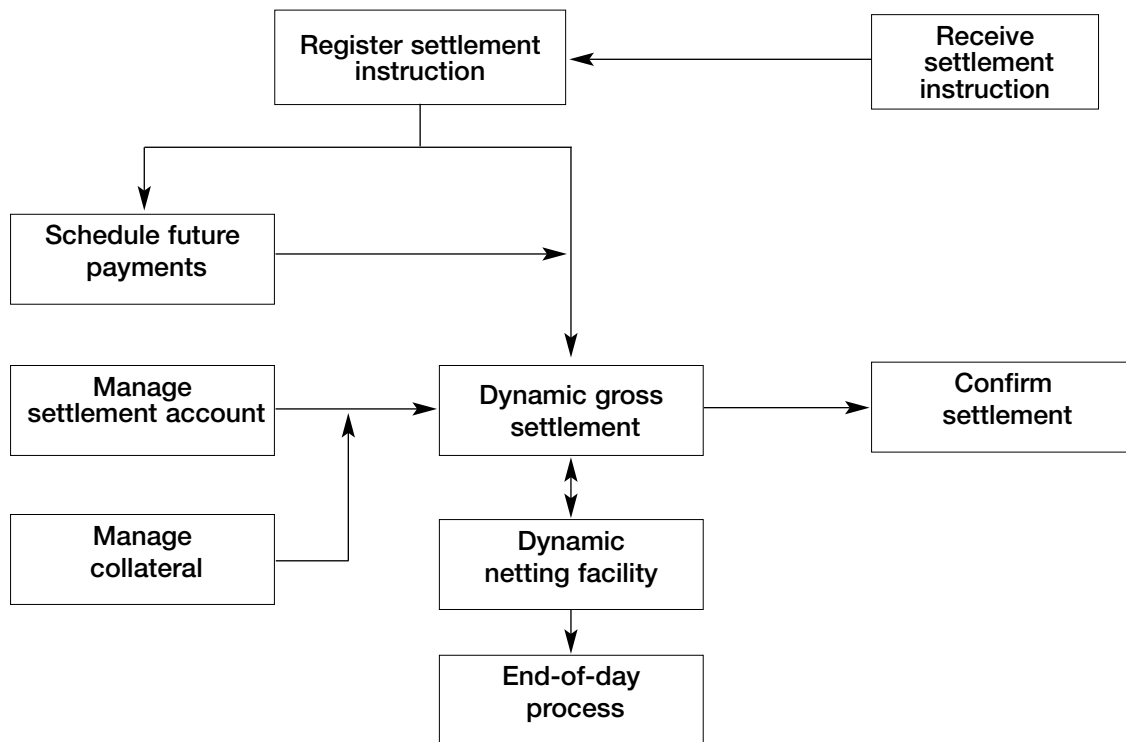 Register settlement
instruction
Receive
settlement
instruction
Schedule future
payments
Manage
settlement account
Dynamic gross
settlement
Confirm
settlement
Manage
collateral
Dynamic
netting facility
End-of-day
process